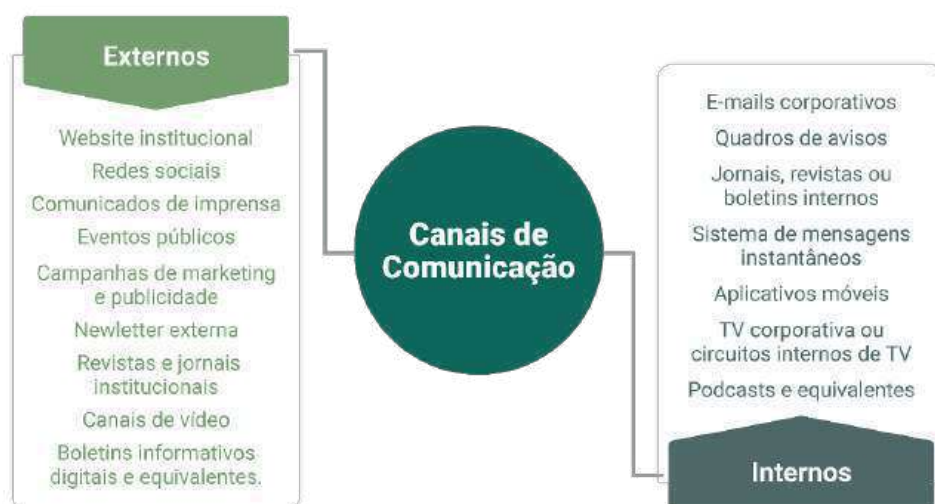 Externos
Website institucional
Redes sociais
Comunicados de imprensa
Eventos públicos
Campanhas de marketing
e publicidade
Newletter externa
Revistas e jornais
institucionais
Canais de vídeo
Boletins informativos
digitais e equivalentes.
Canais de
Comunicação
E-mails corporativos
Quadros de avisos
Jornais, revistas ou
boletins internos
Sistema de mensagens
instantâneos
Aplicativos móveis
TV corporativa ou
circuitos internos de TV
Podcasts e equivalentes
Internos